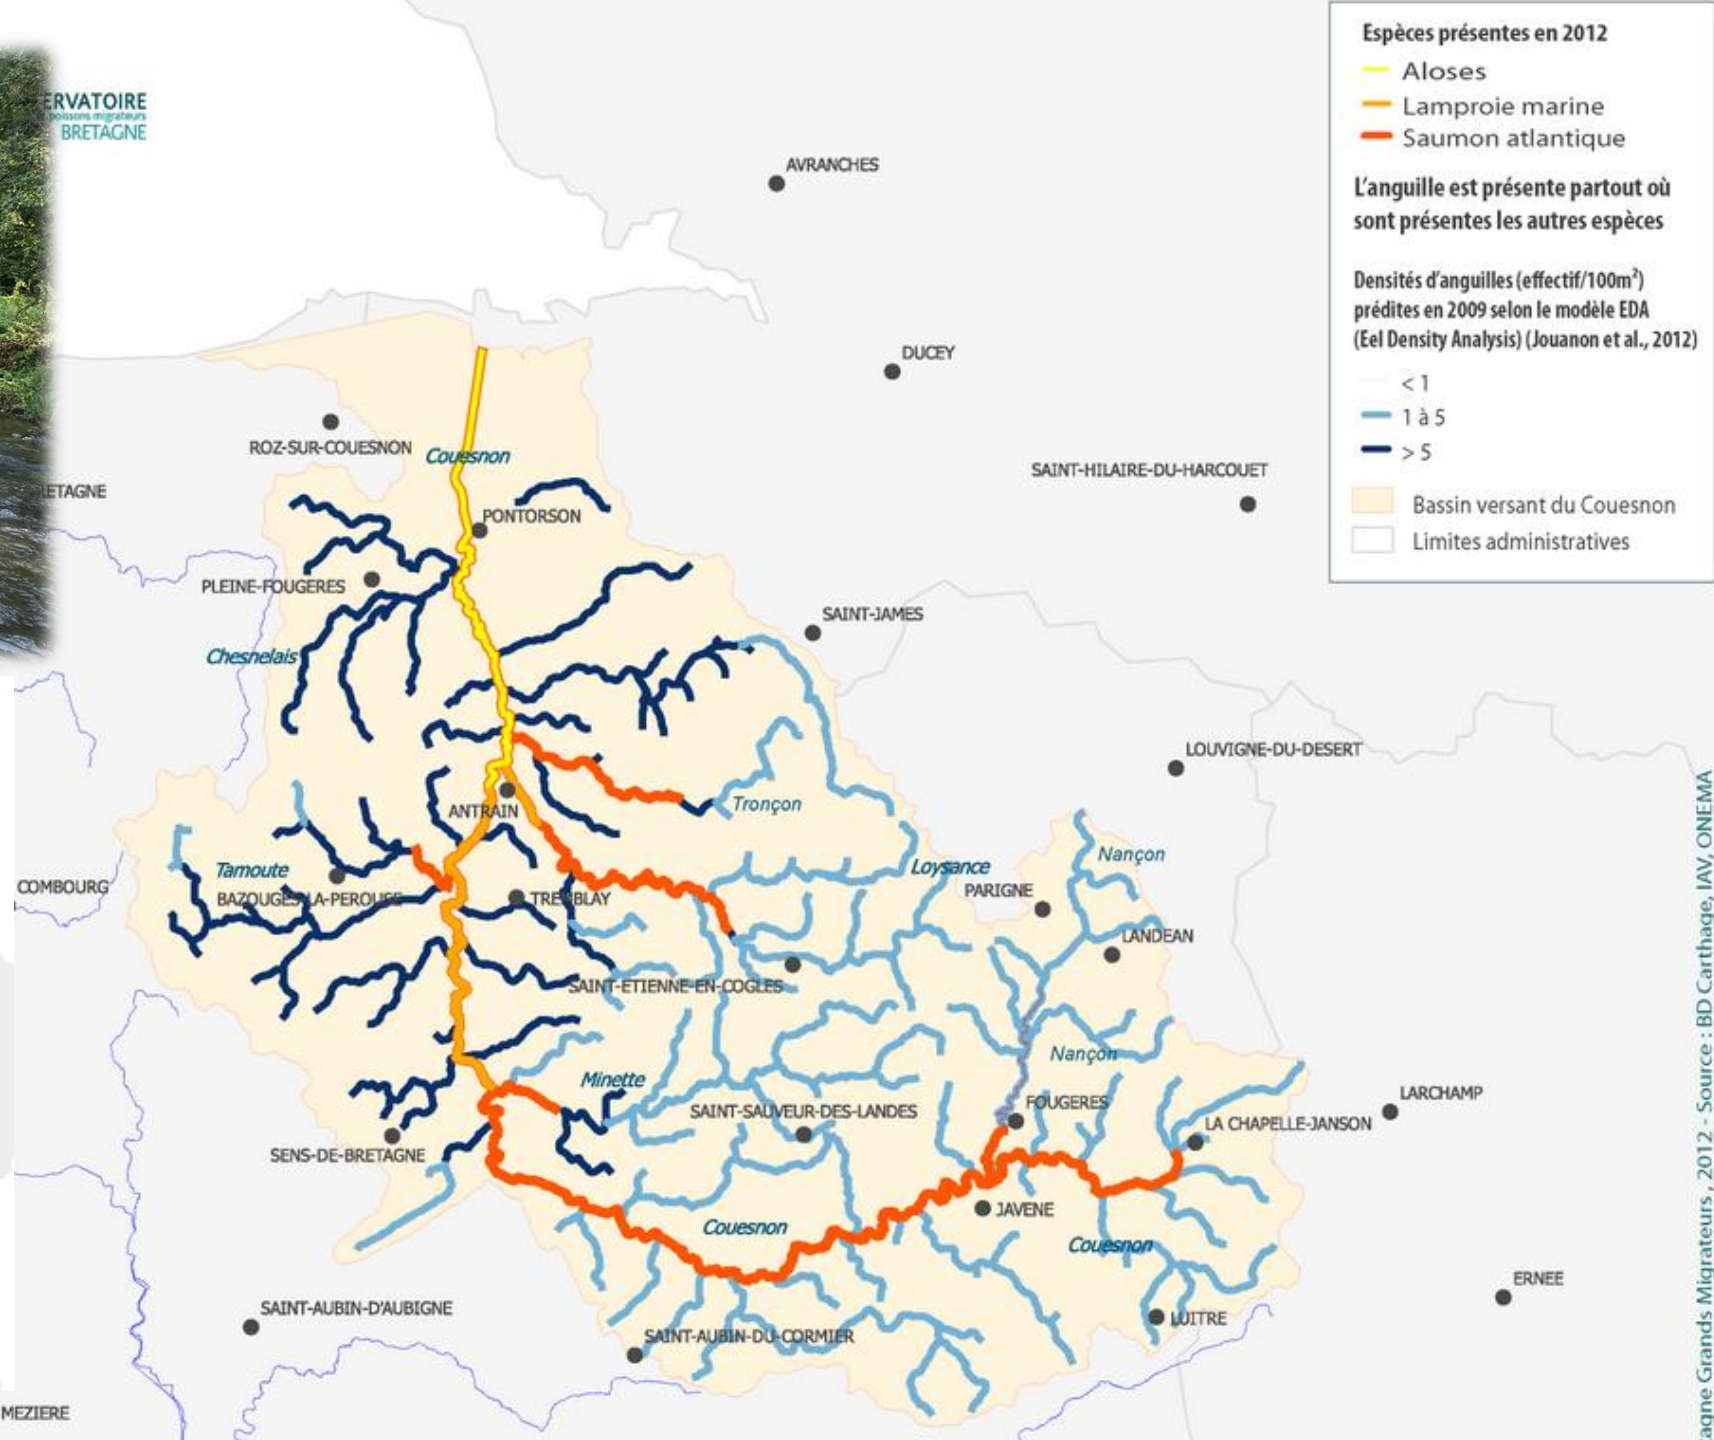 ERVATOIRE
poissons migrateurs
BRETAGNE
Espèces présentes en 2012
Aloses
Lamproie marine
Saumon atlantique
L'anguille est présente partout où
sont présentes les autres espèces
Densités d'anguilles (effectif/100m²)
prédites en 2009 selon le modèle EDA
(Eel Density Analysis) (Jouanon et al., 2012)
< 1
1 à 5
> 5
Bassin versant du Couesnon
Limites administratives
AVRANCHES
DUCEY
ROZ-SUR-COUESNON
Couesnon
SAINT-HILAIRE-DU-HARCOUET
ETAGNE
PONTORSON
PLEINE-FOUGERES
SAINT-JAMES
Chesnelais
LOUVIGNE-DU-DESERT
Tronçon
ANTRAIN
Nançon
Tamoute
Loysance
COMBOURG
PARIGNE
BAZOUGES-LA-PEROUSE
TREMBLAY
LANDEAN
SAINT-ETIENNE-EN-COGLES
Nançon
Minette
LARCHAMP
FOUGERES
SAINT-SAUVEUR-DES-LANDES
LA CHAPELLE-JANSON
SENS-DE-BRETAGNE
JAVENE
Couesnon
Couesnon
ERNEE
SAINT-AUBIN-D'AUBIGNE
LUITRE
SAINT-AUBIN-DU-CORMIER
MEZIERE
agne Grands Migrateurs, 2012 - Source : BD Carthage, IAV, ONEMA